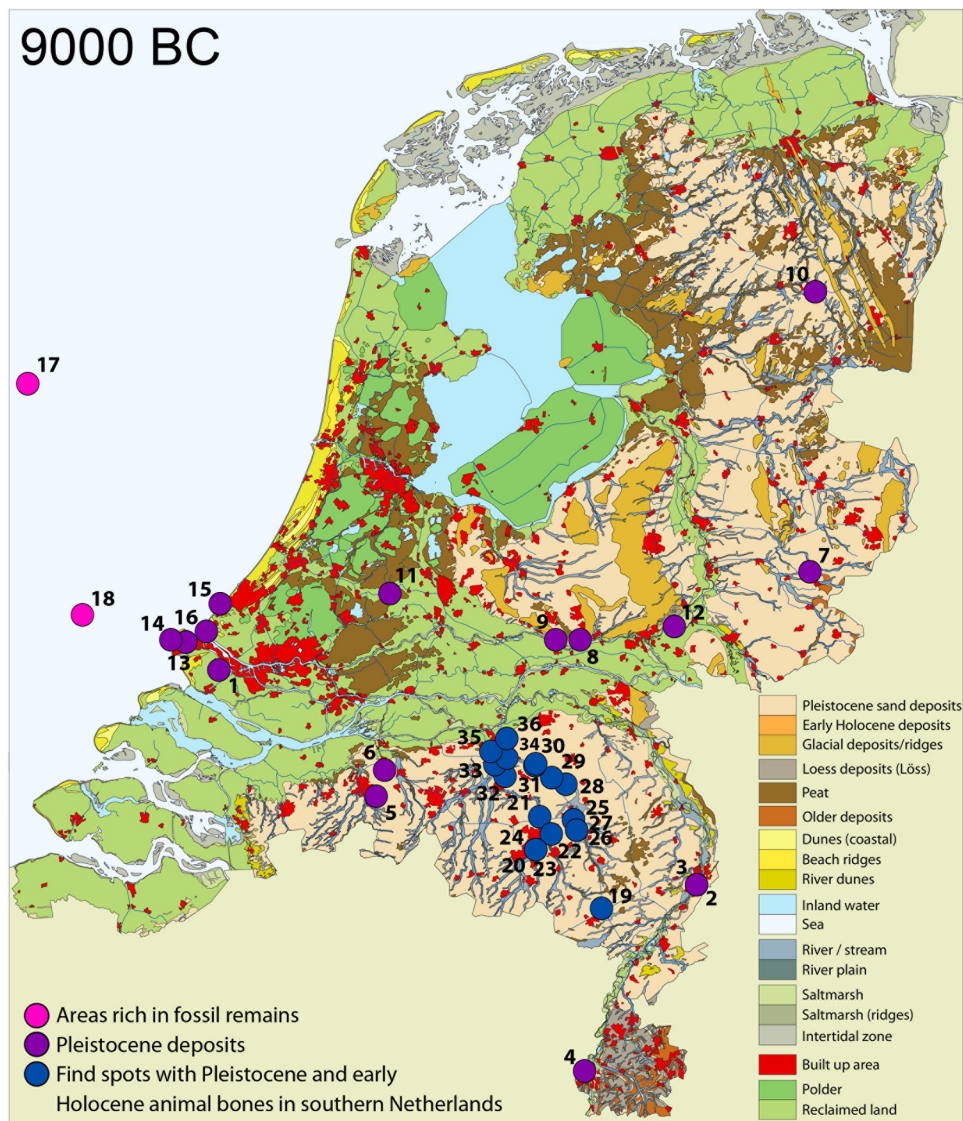 9000 BC
10
17
18
15
14
16
13
1
11
9
8
12
7
6
5
36
35
34
30
29
33
31
28
32
21
25
27
24
22
26
20
23
19
3
2
4
Pleistocene sand deposits
Early Holocene deposits
Glacial deposits/ridges
Loess deposits (Löss)
Peat
Older deposits
Dunes (coastal)
Beach ridges
River dunes
Inland water
Sea
River / stream
River plain
Saltmarsh
Saltmarsh (ridges)
Intertidal zone
Built up area
Polder
Reclaimed land
Areas rich in fossil remains
Pleistocene deposits
Find spots with Pleistocene and early
Holocene animal bones in southern Netherlands